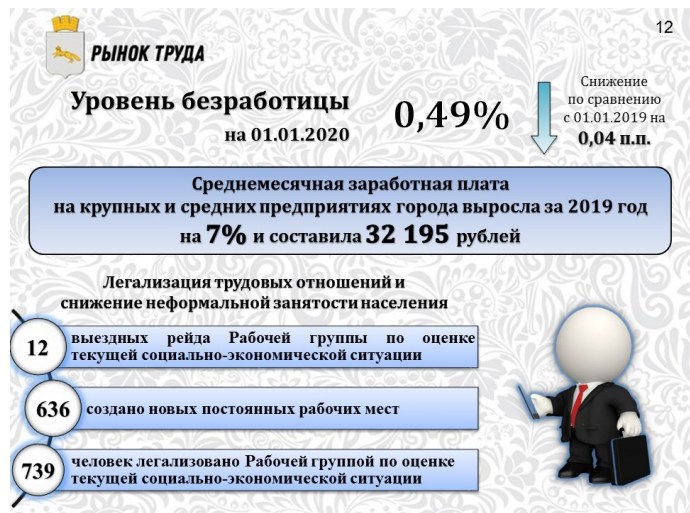 12
РЫНОК ТРУДА
Уровень безработицы
на 01.01.2020
0,49%
Снижение
по сравнению
с 01.01.2019 на
0,04 п.п.
Среднемесячная заработная плата
на крупных и средних предприятиях города выросла за 2019 год
на 7% и составила 32 195 рублей
Легализация трудовых отношений и
снижение неформальной занятости населения
12
выездных рейда Рабочей группы по оценке
текущей социально-экономической ситуации
636
создано новых постоянных рабочих мест
739
человек легализовано Рабочей группой по оценке
текущей социально-экономической ситуации